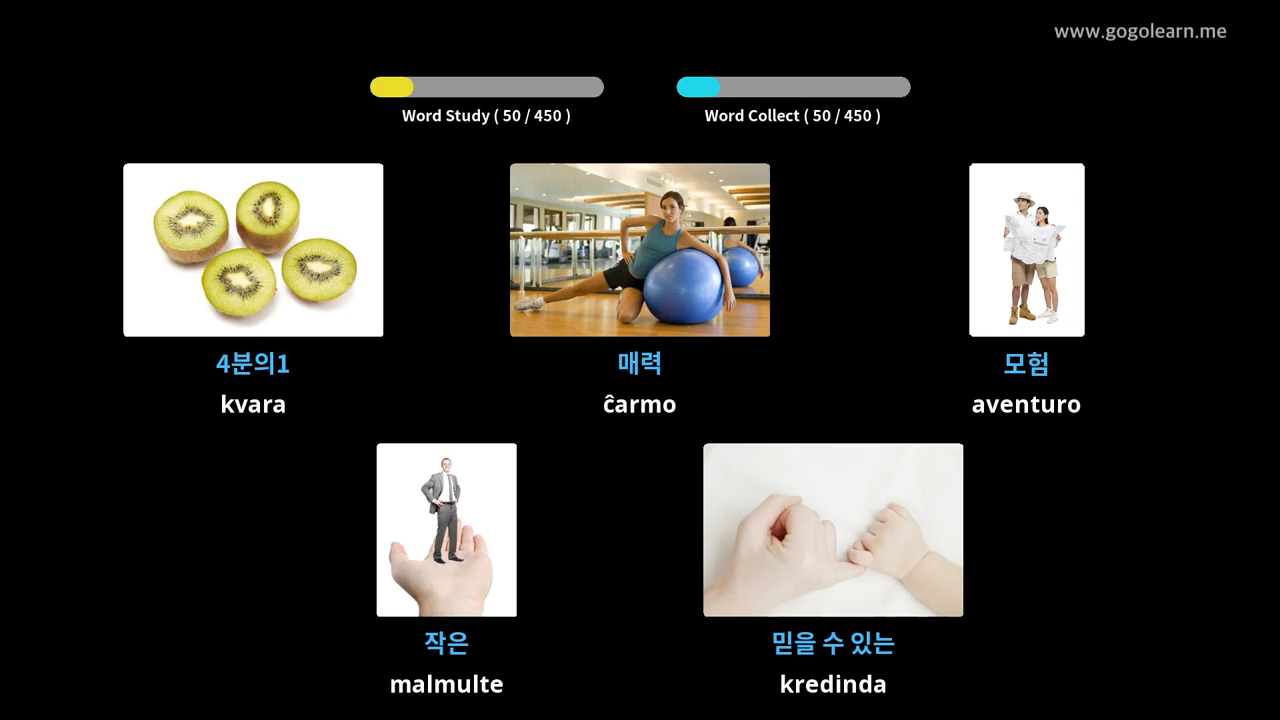 www.gogolearn.me
Word Study ( 50 / 450 )
Word Collect ( 50 / 450 )
4분의1
kvara
매력
ĉarmo
모험
aventuro
작은
malmulte
믿을 수 있는
kredinda